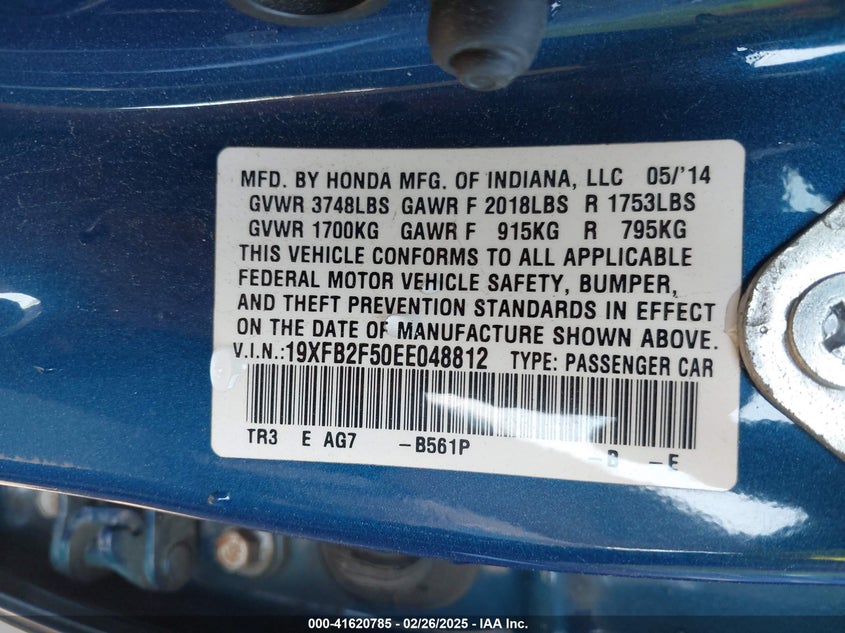 MFD. BY HONDA MFG. OF INDIANA, LLC 05/'14
GVWR 3748LBS GAWR F 2018LBS R 1753LBS
GVWR 1700KG GAWR F 915KG R 795KG
THIS VEHICLE CONFORMS TO ALL APPLICABLE
FEDERAL MOTOR VEHICLE SAFETY, BUMPER,
AND THEFT PREVENTION STANDARDS IN EFFECT
ON THE DATE OF MANUFACTURE SHOWN ABOVE.
V.I.N.:19XFB2F50EE048812 TYPE: PASSENGER CAR
TR3 E AG7 -B561P -B -E
000-41620785 - 02/26/2025 - IAA Inc.